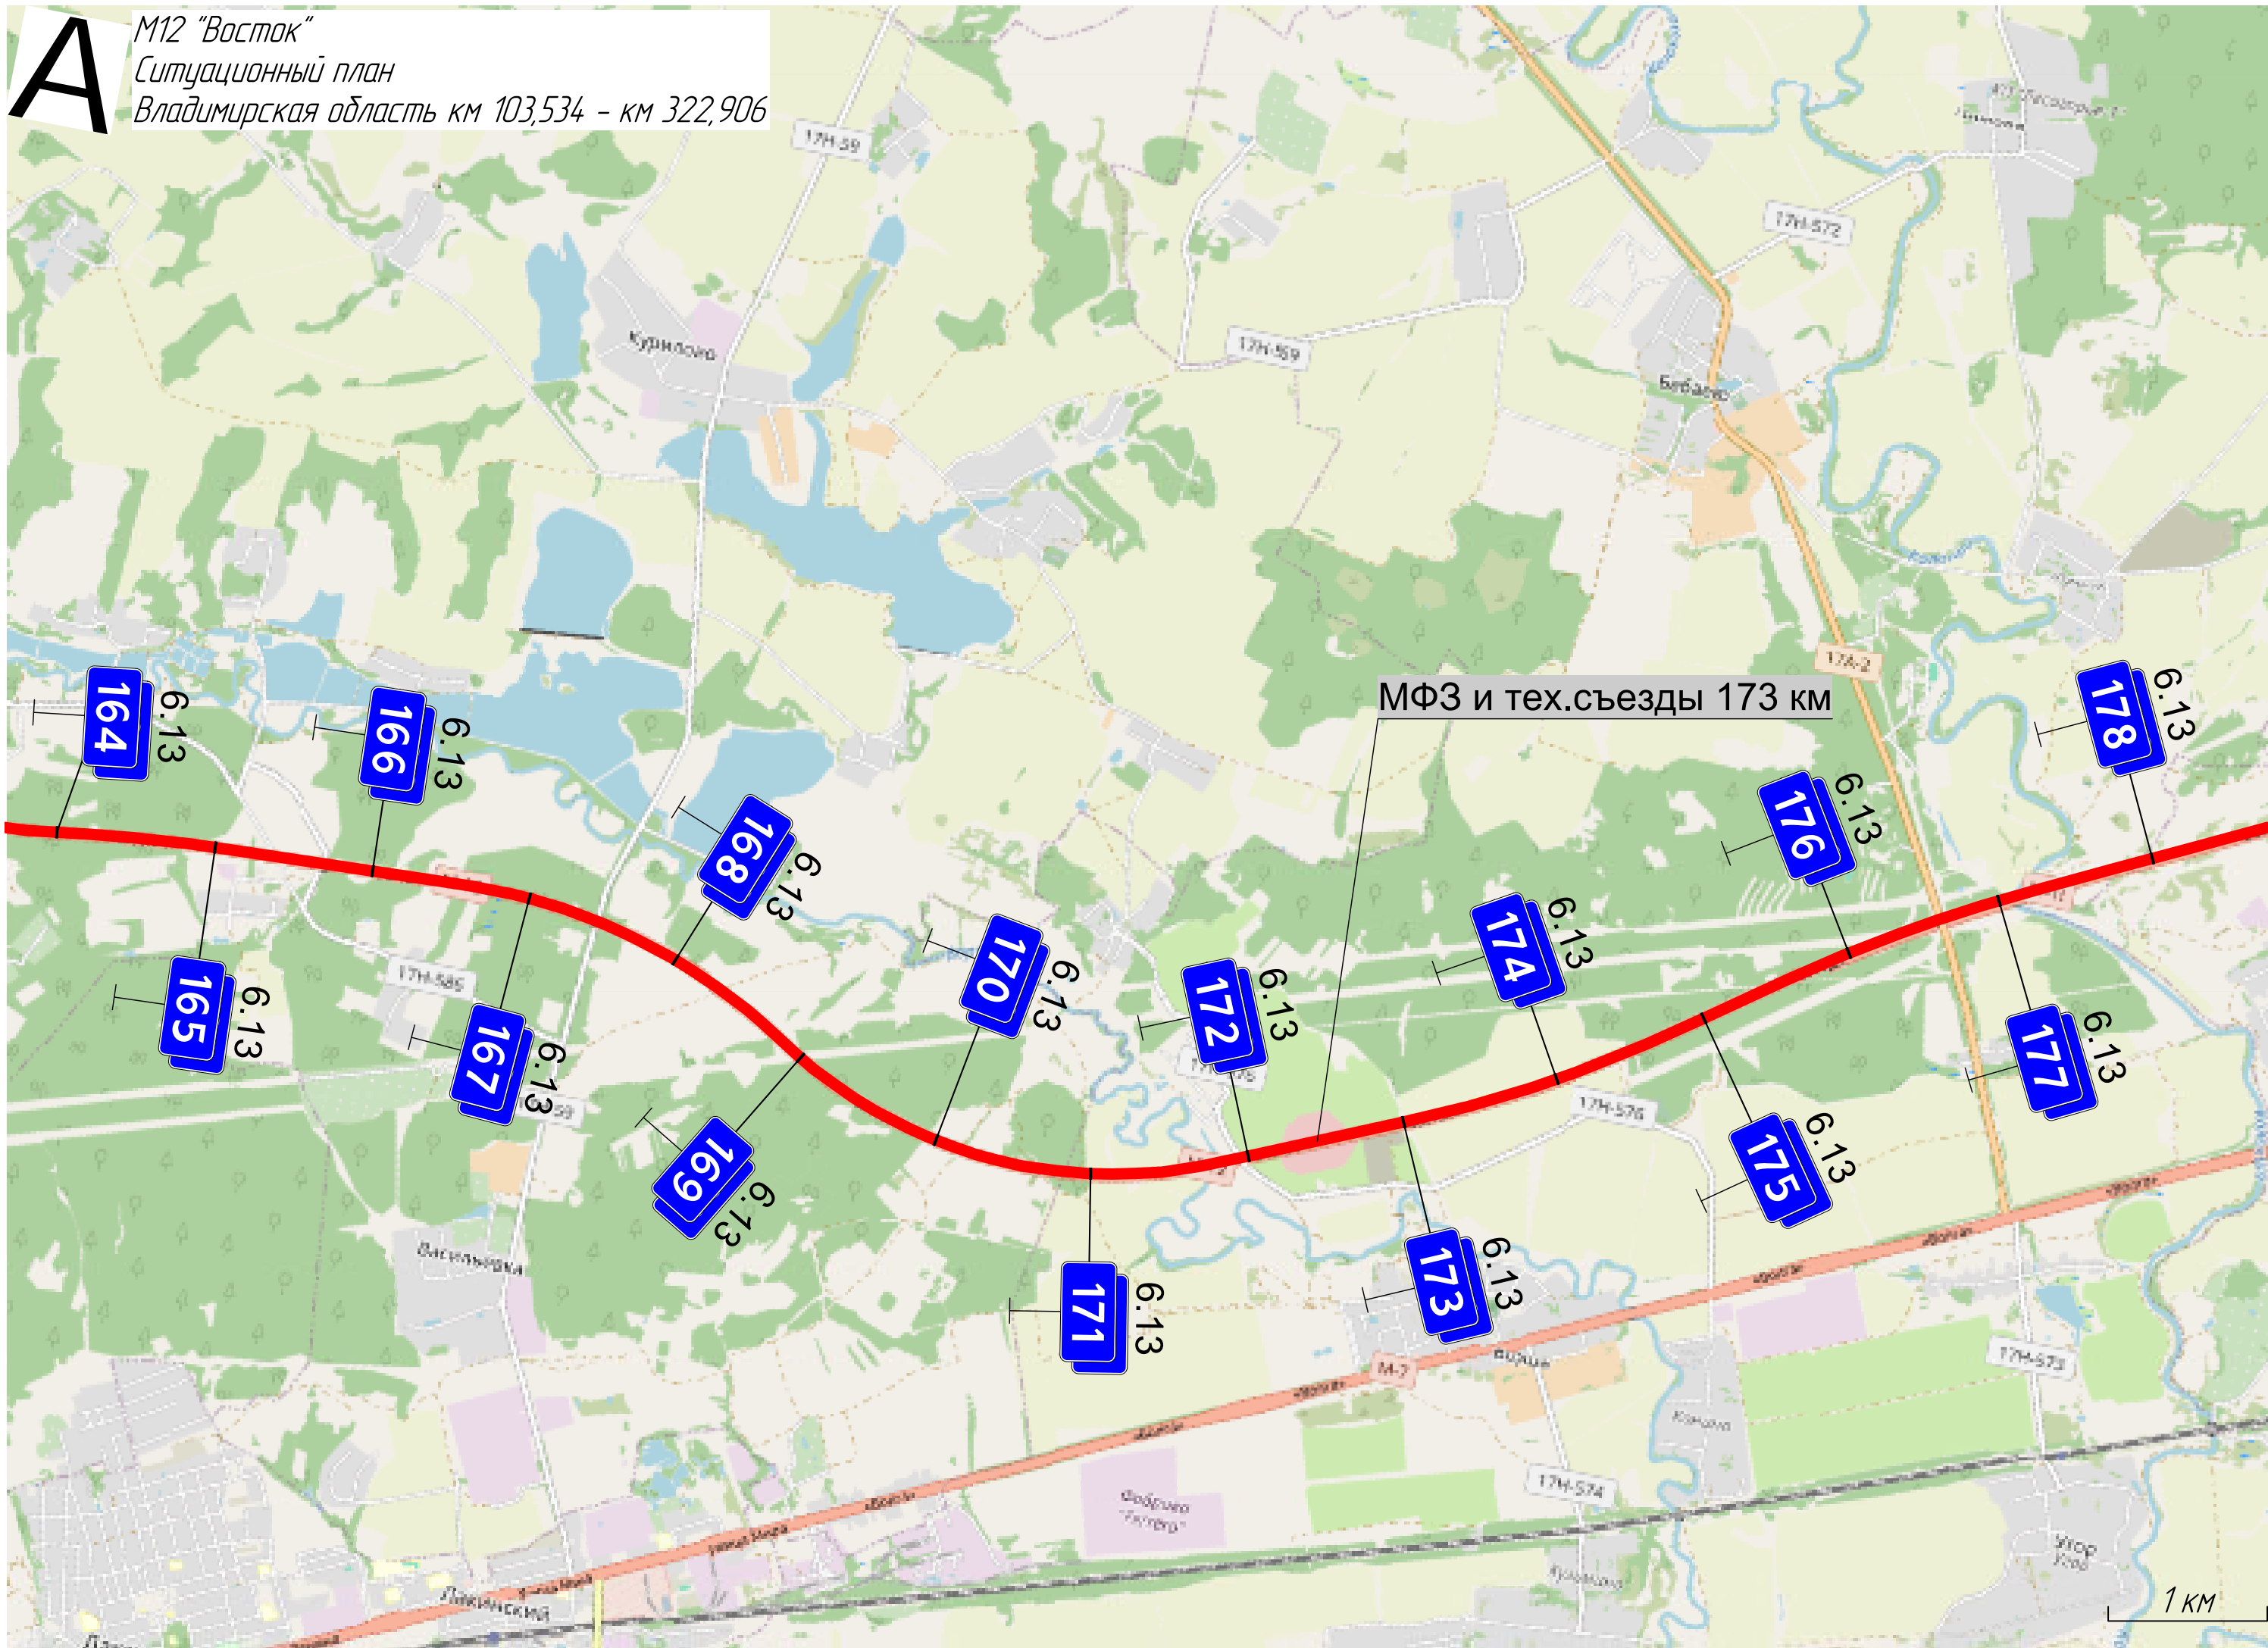 А
М12 "Восток"
Ситуационный план
Владимирская область км 103,534 - км 322,906
17Н-59
17Н-572
Курилово
17Н-569
17А-2
МФЗ и тех.съезды 173 км
164
6.13
166
6.13
178
6.13
176
6.13
168
6.13
174
6.13
170
6.13
172
6.13
165
6.13
17Н-585
167
6.13
177
6.13
17Н-576
169
6.13
175
6.13
Васильевка
171
6.13
173
6.13
М-7
17Н-573
17Н-574
Фабрика
Угор
Угор
Лакинский
1 км